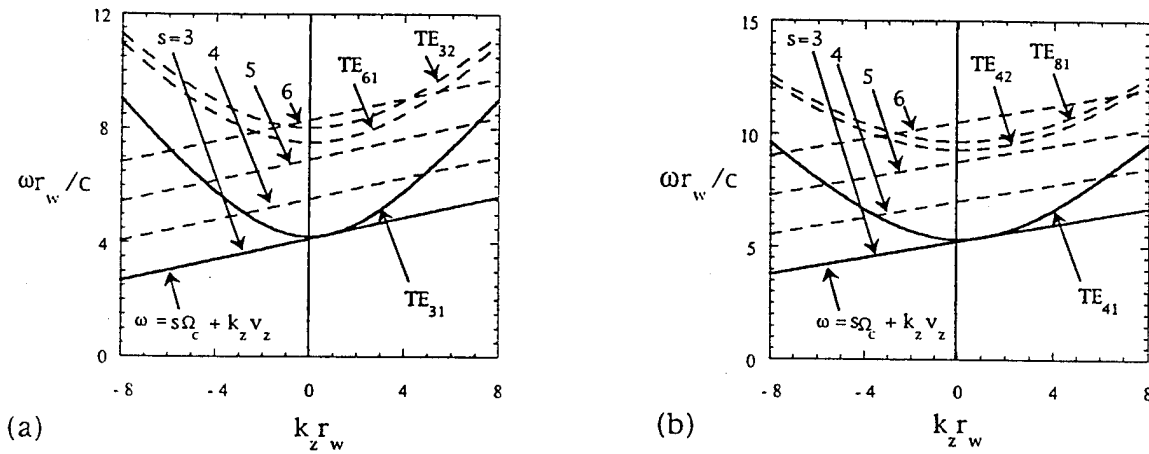 12
8
4
0
ωr_w/c
s=3
4
5
6
TE_61
TE_32
TE_31
ω = sΩ_c + k_z v_z
-8
-4
0
4
8
k_z r_w
(a)
15
10
5
0
ωr_w/c
s=3
4
5
6
TE_42
TE_81
TE_41
ω = sΩ_c + k_z v_z
-8
-4
0
4
8
k_z r_w
(b)